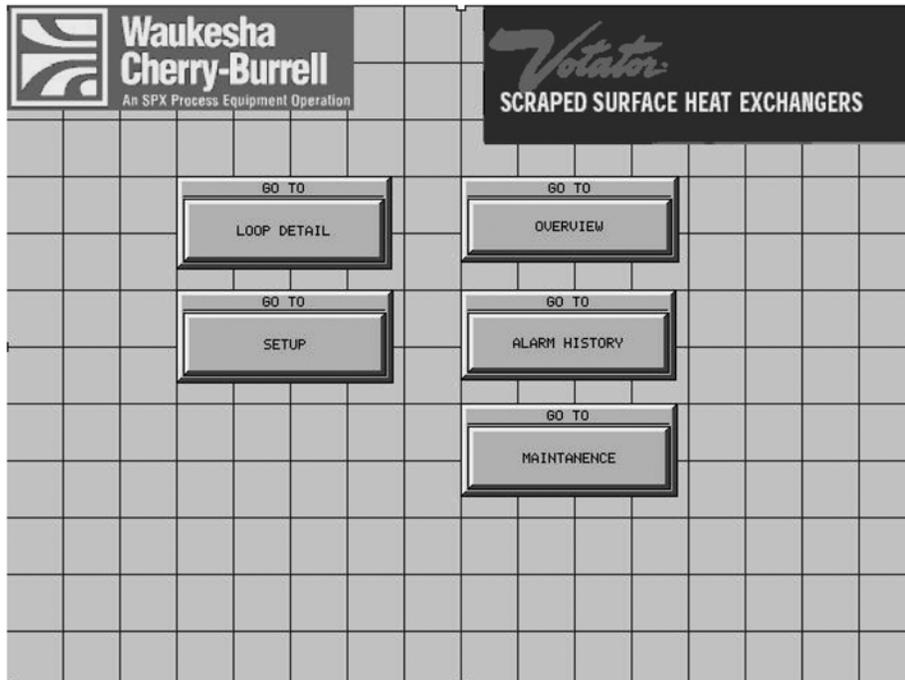 Waukesha
Cherry-Burrell
An SPX Process Equipment Operation
Votator
SCRAPED SURFACE HEAT EXCHANGERS
GO TO
LOOP DETAIL
GO TO
OVERVIEW
GO TO
SETUP
GO TO
ALARM HISTORY
GO TO
MAINTANENCE